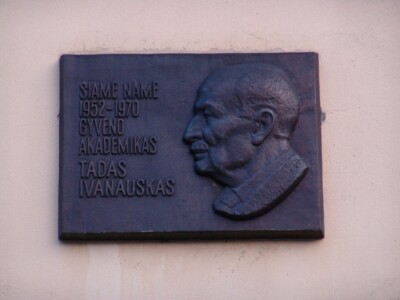 ŠIAME NAME
1952-1970
GYVENO
AKADEMIKAS
TADAS
IVANAUSKAS